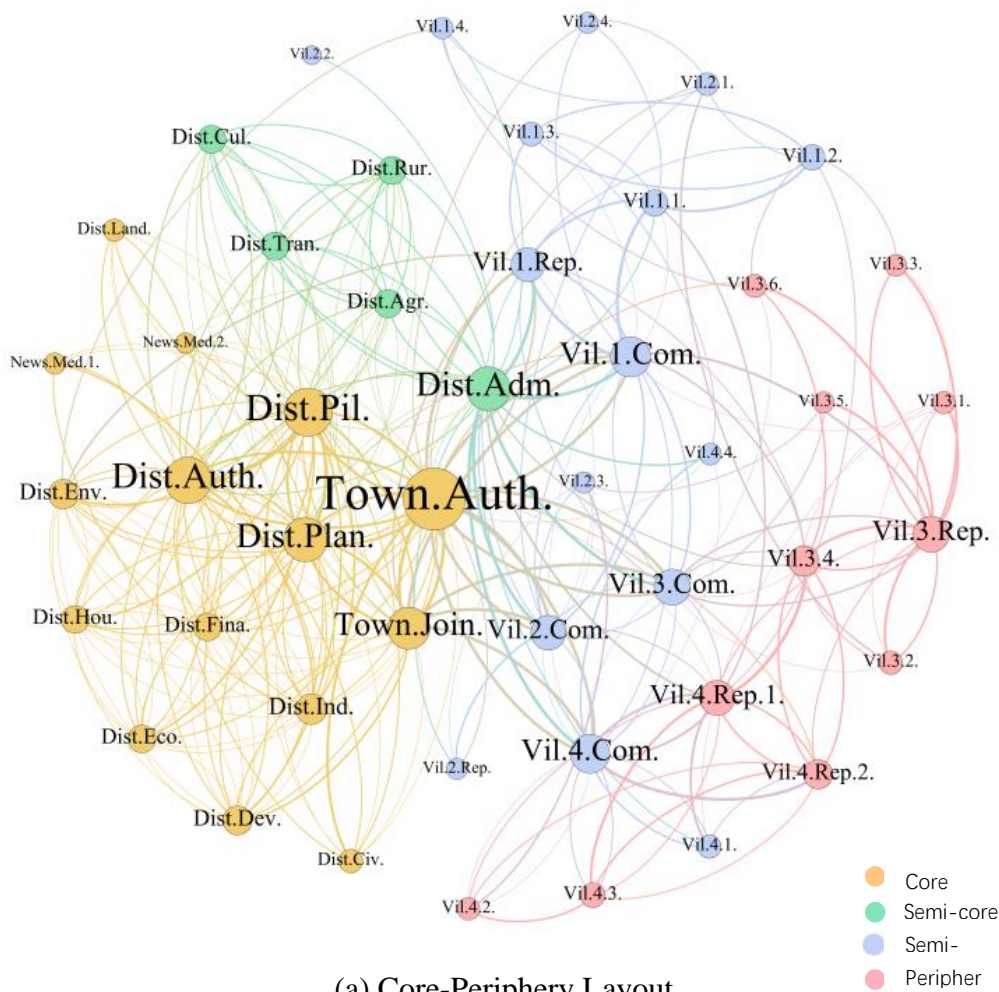 Vil.1.4.
Vil.2.4.
Vil.2.2.
Vil.2.1.
Dist.Cul.
Vil.1.3.
Vil.1.2.
Dist.Rur.
Vil.1.1.
Dist.Land.
Dist.Tran.
Vil.1.Rep.
Vil.3.3.
Vil.3.6.
Dist.Agr.
News.Med.2.
News.Med.1.
Vil.1.Com.
Dist.Adm.
Dist.Pil.
Vil.3.5.
Vil.3.1.
Vil.4.4.
Dist.Auth.
Vil.2.3.
Dist.Env.
Town.Auth.
Vil.3.Rep.
Dist.Plan.
Vil.3.4.
Vil.3.Com.
Dist.Hou.
Dist.Fina.
Town.Join.
Vil.2.Com.
Vil.3.2.
Vil.4.Rep.1.
Dist.Ind.
Dist.Eco.
Vil.4.Com.
Vil.2.Rep.
Vil.4.Rep.2.
Dist.Dev.
Vil.4.1.
Dist.Civ.
Vil.4.3.
Vil.4.2.
Core
Semi-core
Semi-
Peripher
(a) Core-Periphery Layout